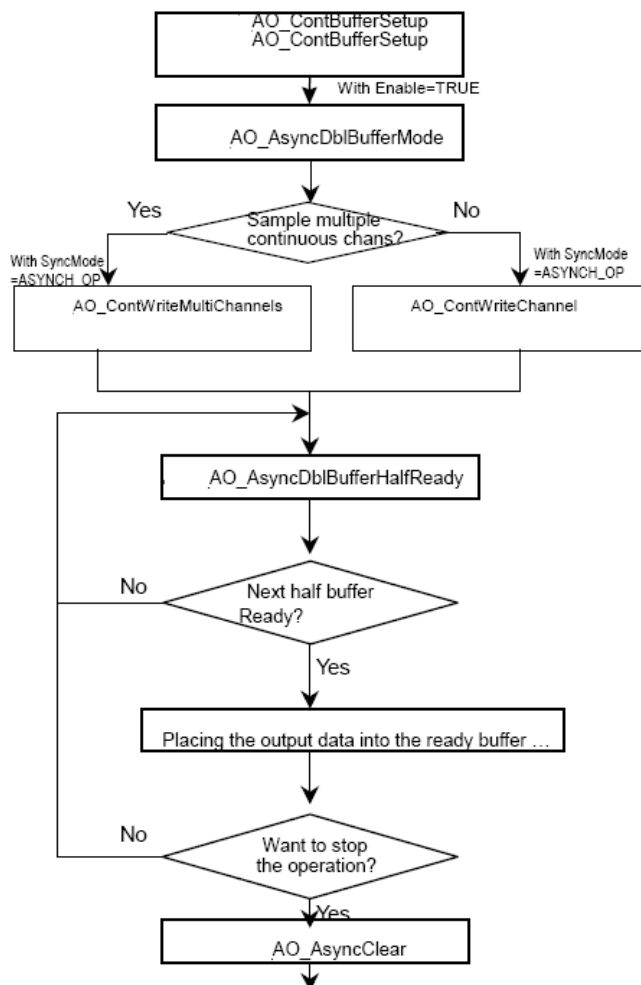 AO_ContBufferSetup
AO_ContBufferSetup
With Enable=TRUE
AO_AsyncDblBufferMode
Yes
Sample multiple
continuous chans?
No
With SyncMode
=ASYNCH_OP
With SyncMode
=ASYNCH_OP
AO_ContWriteMultiChannels
AO_ContWriteChannel
AO_AsyncDblBufferHalfReady
No
Next half buffer
Ready?
Yes
Placing the output data into the ready buffer ...
No
Want to stop
the operation?
Yes
AO_AsyncClear